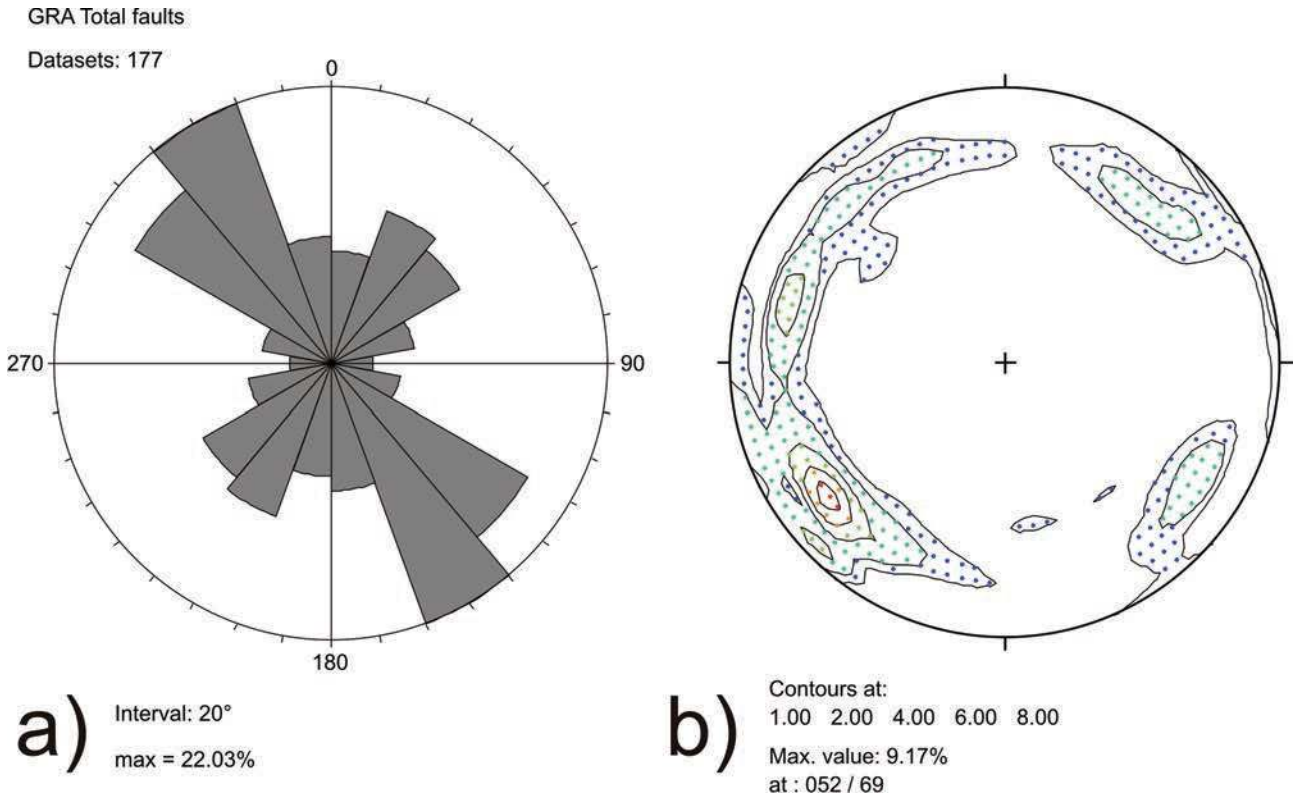 GRA Total faults
Datasets: 177
0
270
90
180
a)
Interval: 20°
max = 22.03%
b)
Contours at:
1.00 2.00 4.00 6.00 8.00
Max. value: 9.17%
at : 052 / 69